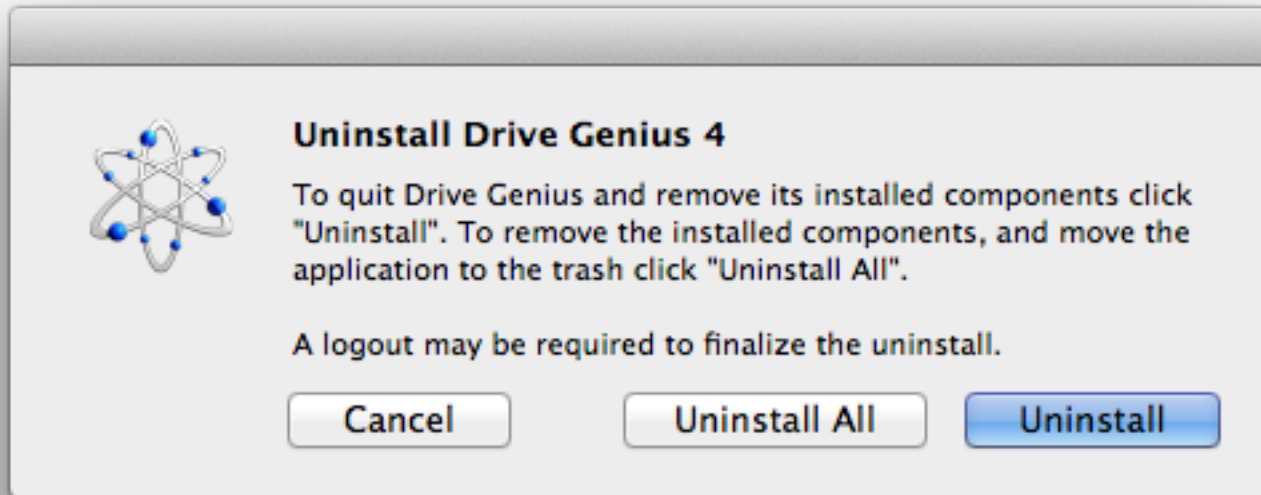 Uninstall Drive Genius 4
To quit Drive Genius and remove its installed components click
"Uninstall". To remove the installed components, and move the
application to the trash click "Uninstall All".
A logout may be required to finalize the uninstall.
Cancel
Uninstall All
Uninstall